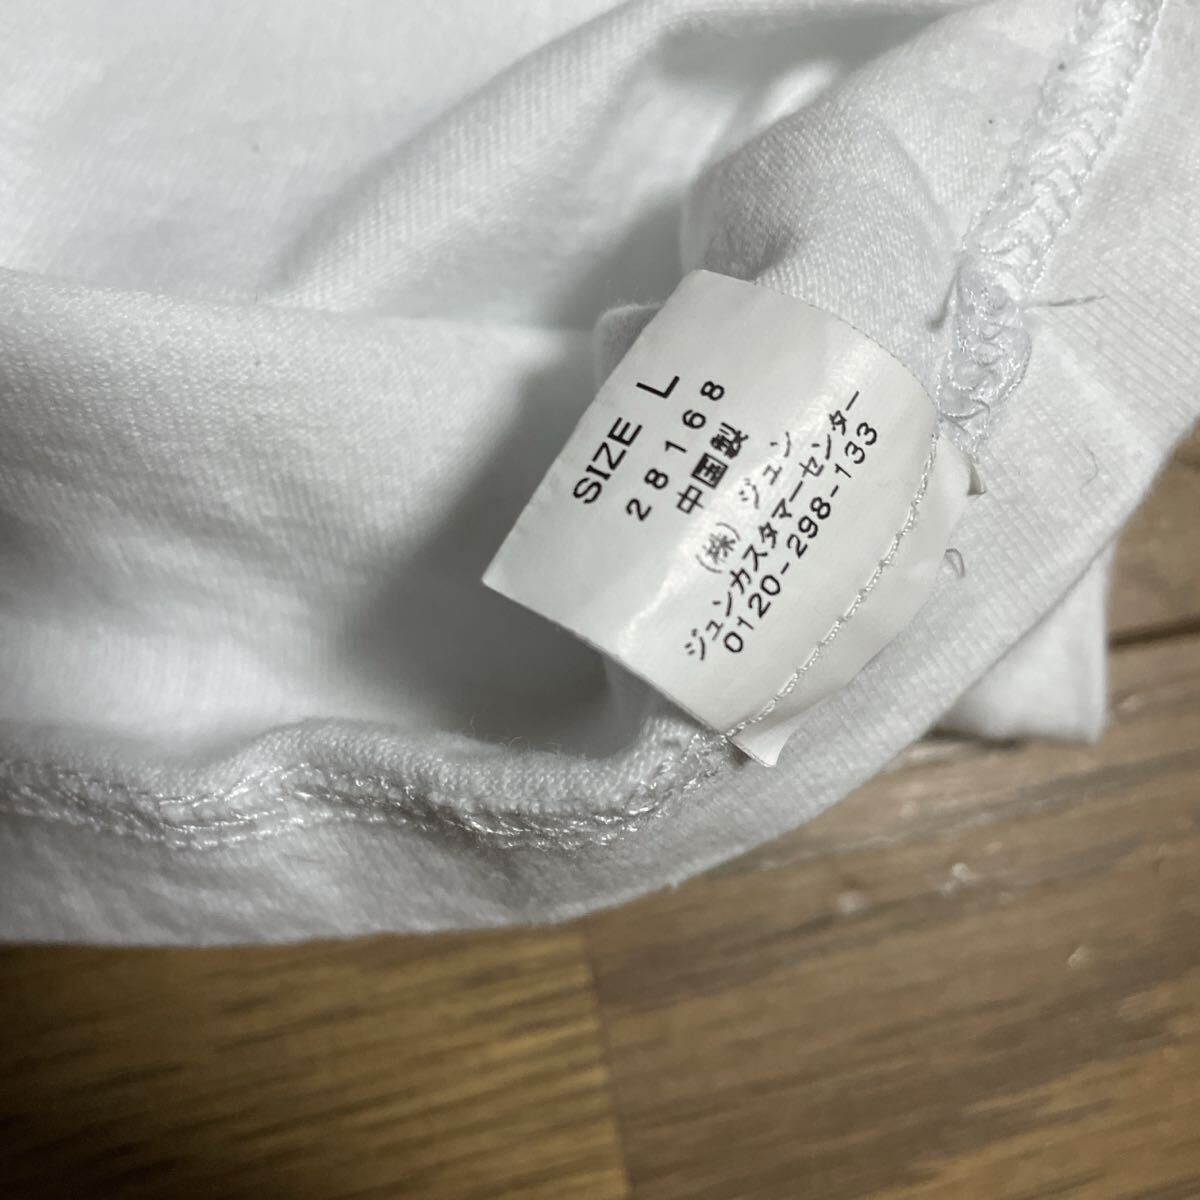 SIZE L
28168
中国製
(株) ジュン
ジュンカスタマーセンター
0120-298-133